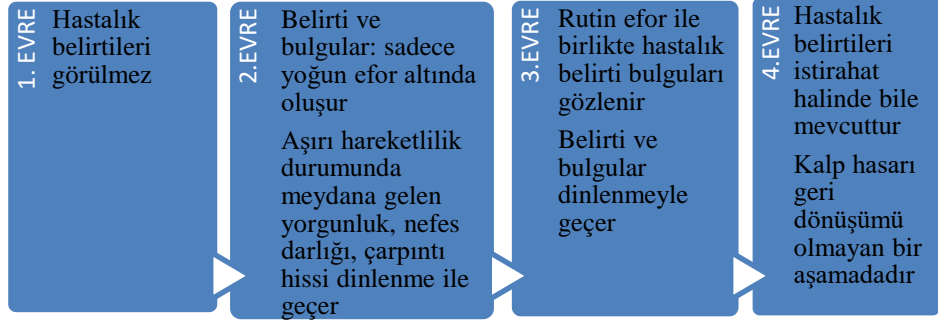 1. EVRE
Hastalık
belirtileri
görülmez
2.EVRE
Belirti ve
bulgular: sadece
yoğun efor altında
oluşur
Aşırı hareketlilik
durumunda
meydana gelen
yorgunluk, nefes
darlığı, çarpıntı
hissi dinlenme ile
geçer
3.EVRE
Rutin efor ile
birlikte hastalık
belirti bulguları
gözlenir
Belirti ve
bulgular
dinlenmeyle
geçer
4.EVRE
Hastalık
belirtileri
istirahat
halinde bile
mevcuttur
Kalp hasarı
geri
dönüşümü
olmayan bir
aşamadadır